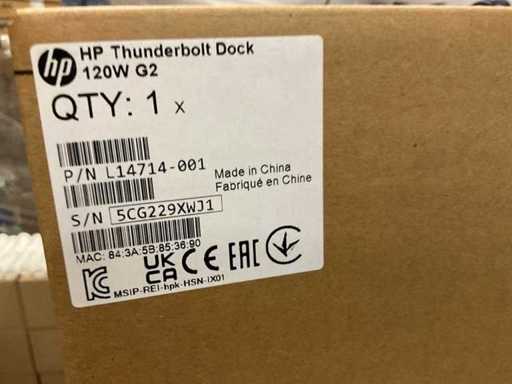 hp HP Thunderbolt Dock
120W G2
QTY: 1 x
P/N L14714-001
Made in China
Fabriqué en Chine
S/N 5CG229XWJ1
MAC: 84:3A:5B:85:36:90
UK CA CE EAC
MSIP-REI-hpk-HSN-IX01